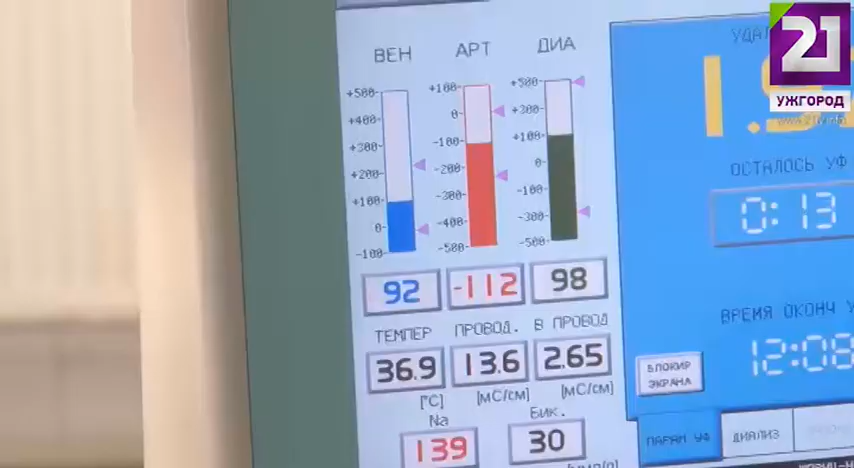 ВЕН АРТ ДИА
+500 +400 +300 +200 +100 0 -100
+100 0 -100 -200 -300 -400 -500
+500 +300 +100 0 -100 -300 -500
92 -112 98
ТЕМПЕР ПРОВОД. В ПРОВОД
36.9 13.6 2.65
[°C] [мС/см] [мС/см]
Na Бик.
139 30
ОСТАЛОСЬ УФ
0:13
ВРЕМЯ ОКОНЧ
12:08
БЛОКИР
ЭКРАНА
ПАРАМ УФ ДИАЛИЗ
21
УЖГОРОД